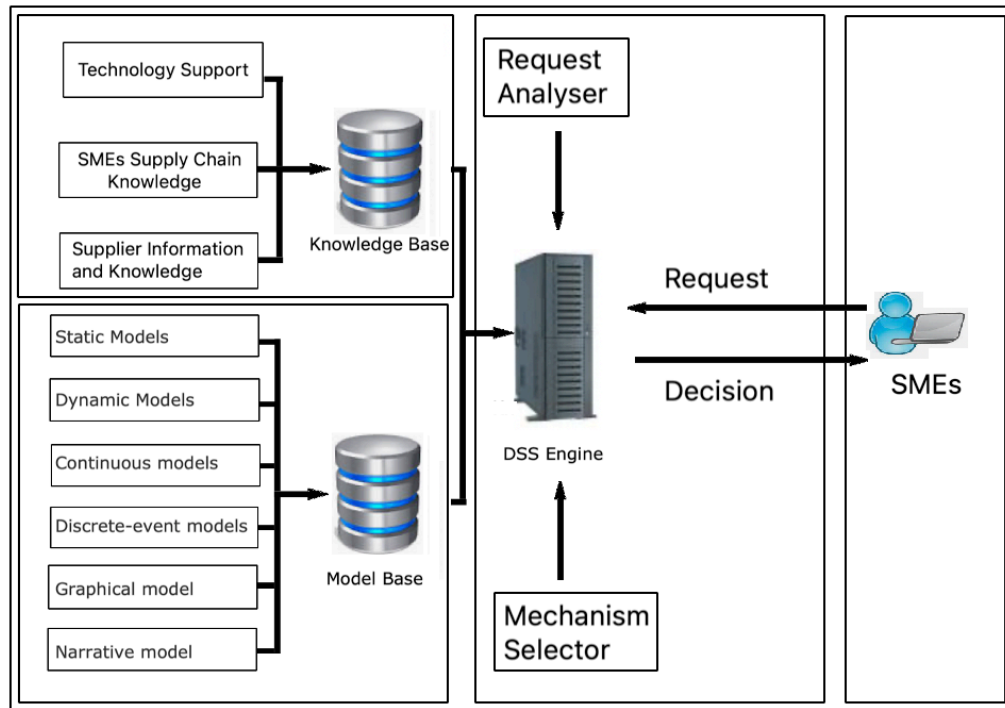 Technology Support
SMEs Supply Chain
Knowledge
Supplier Information
and Knowledge
Knowledge Base
Static Models
Dynamic Models
Continuous models
Discrete-event models
Graphical model
Narrative model
Model Base
Request
Analyser
DSS Engine
Mechanism
Selector
Request
Decision
SMEs